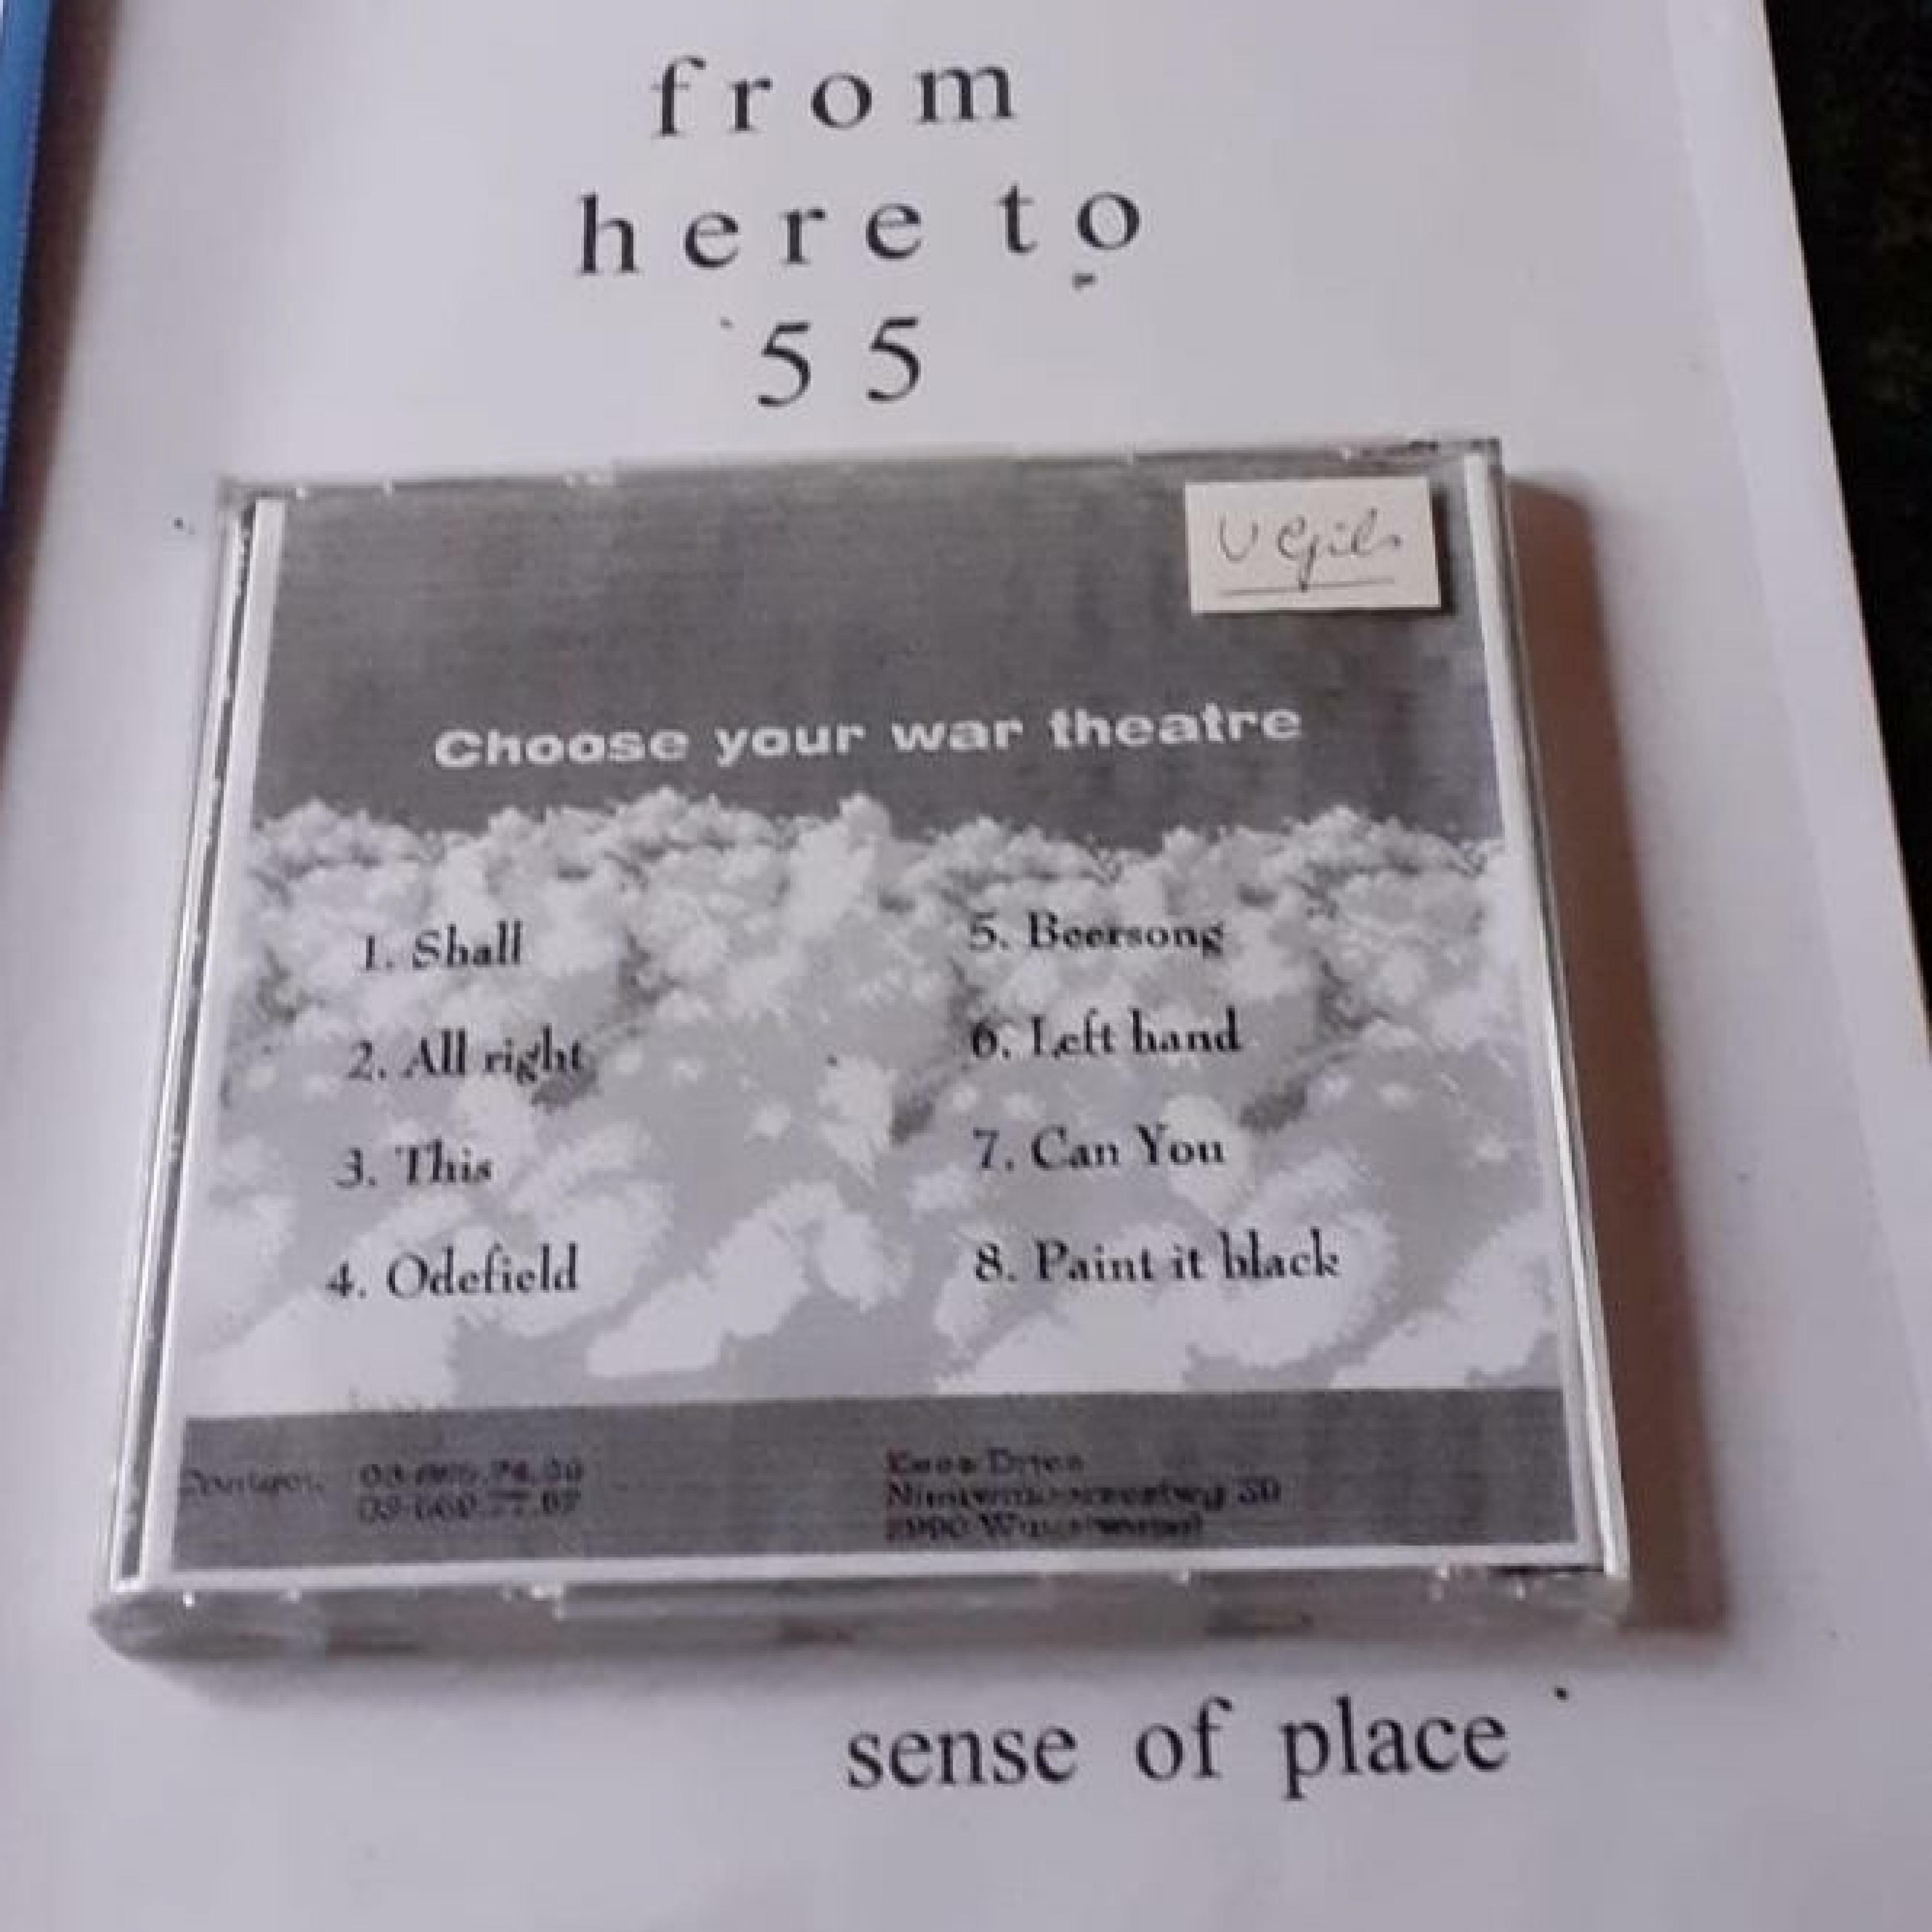 from
here to
'55
V Gils
Choose your war theatre
1. Shall
2. All right
3. This
4. Odefield
5. Beersong
6. Left hand
7. Can You
8. Paint it black
sense of place